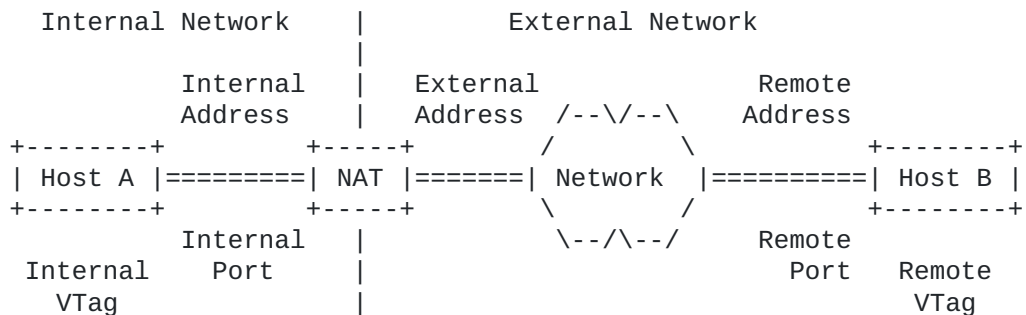 Internal Network | External Network
|
Internal | External Remote
Address | Address /--\/--\ Address
+--------+ +-----+ / \ +--------+
| Host A |=========| NAT |=======| Network |==========| Host B |
+--------+ +-----+ \ / +--------+
Internal | \--/\--/ Remote
Internal Port | Port Remote
VTag | VTag